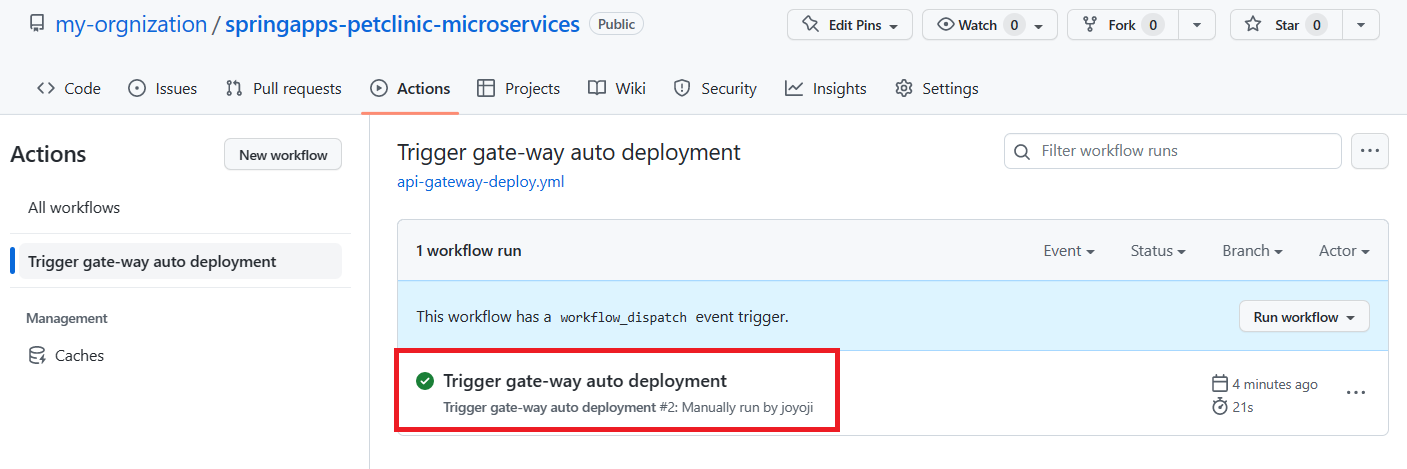 my-orgnization / springapps-petclinic-microservices Public Edit Pins Watch 0 Fork 0 Star 0
Code Issues Pull requests Actions Projects Wiki Security Insights Settings
Actions New workflow
All workflows
Trigger gate-way auto deployment
Management
Caches
Trigger gate-way auto deployment
api-gateway-deploy.yml
Filter workflow runs
1 workflow run Event Status Branch Actor
This workflow has a workflow_dispatch event trigger. Run workflow
Trigger gate-way auto deployment
Trigger gate-way auto deployment #2: Manually run by joyoji
4 minutes ago
21s